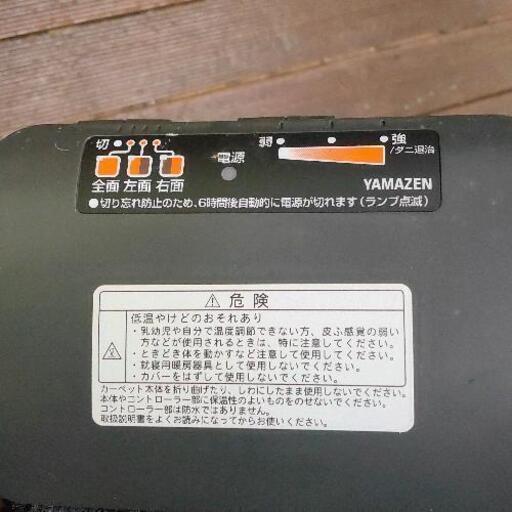 切 電源 弱 強
/ダニ退治
全面 左面 右面 YAMAZEN
●切り忘れ防止のため、6時間後自動的に電源が切れます(ランプ点滅)
⚠ 危険
低温やけどのおそれあり
・乳幼児や自分で温度調節できない方、皮ふ感覚の弱い
方などが使用されるときは、特に注意してください。
・ときどき体を動かすなど注意して使用してください。
・就寝用暖房器具として使用しないでください。
・カバーをはずして使用しないでください。
カーペット本体を折り曲げたり、しわにしたまま使用しないでください。
本体やコントローラー部に保温性のよいものをのせないでください。
コントローラー部は防水ではありません。
取扱説明書をよくお読みになってからお使いください。